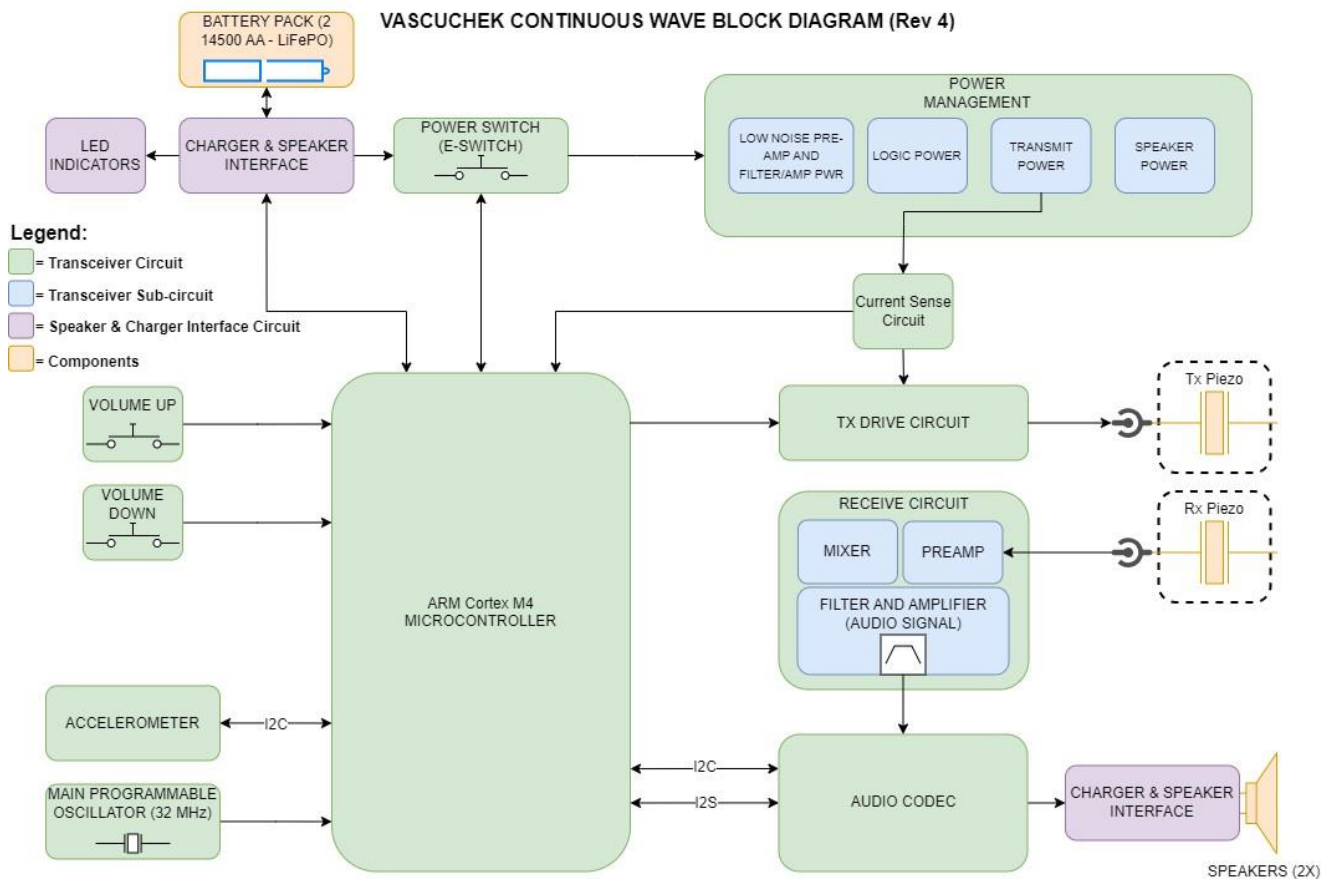 VASCUCHEK CONTINUOUS WAVE BLOCK DIAGRAM (Rev 4)
BATTERY PACK (2
14500 AA - LiFePO)
LED
INDICATORS
CHARGER & SPEAKER
INTERFACE
POWER SWITCH
(E-SWITCH)
POWER
MANAGEMENT
LOW NOISE PRE-
AMP AND
FILTER/AMP PWR
LOGIC POWER
TRANSMIT
POWER
SPEAKER
POWER
Legend:
= Transceiver Circuit
= Transceiver Sub-circuit
= Speaker & Charger Interface Circuit
= Components
Current Sense
Circuit
VOLUME UP
VOLUME
DOWN
ARM Cortex M4
MICROCONTROLLER
TX DRIVE CIRCUIT
Tx Piezo
RECEIVE CIRCUIT
MIXER
PREAMP
Rx Piezo
FILTER AND AMPLIFIER
(AUDIO SIGNAL)
ACCELEROMETER
I2C
MAIN PROGRAMMABLE
OSCILLATOR (32 MHz)
I2C
I2S
AUDIO CODEC
CHARGER & SPEAKER
INTERFACE
SPEAKERS (2X)